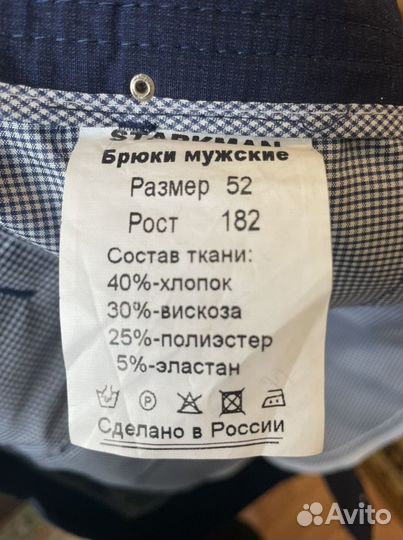 STARKMAN
Брюки мужские
Размер 52
Рост 182
Состав ткани:
40%-хлопок
30%-вискоза
25%-полиэстер
5%-эластан
P
Сделано в России
Avito